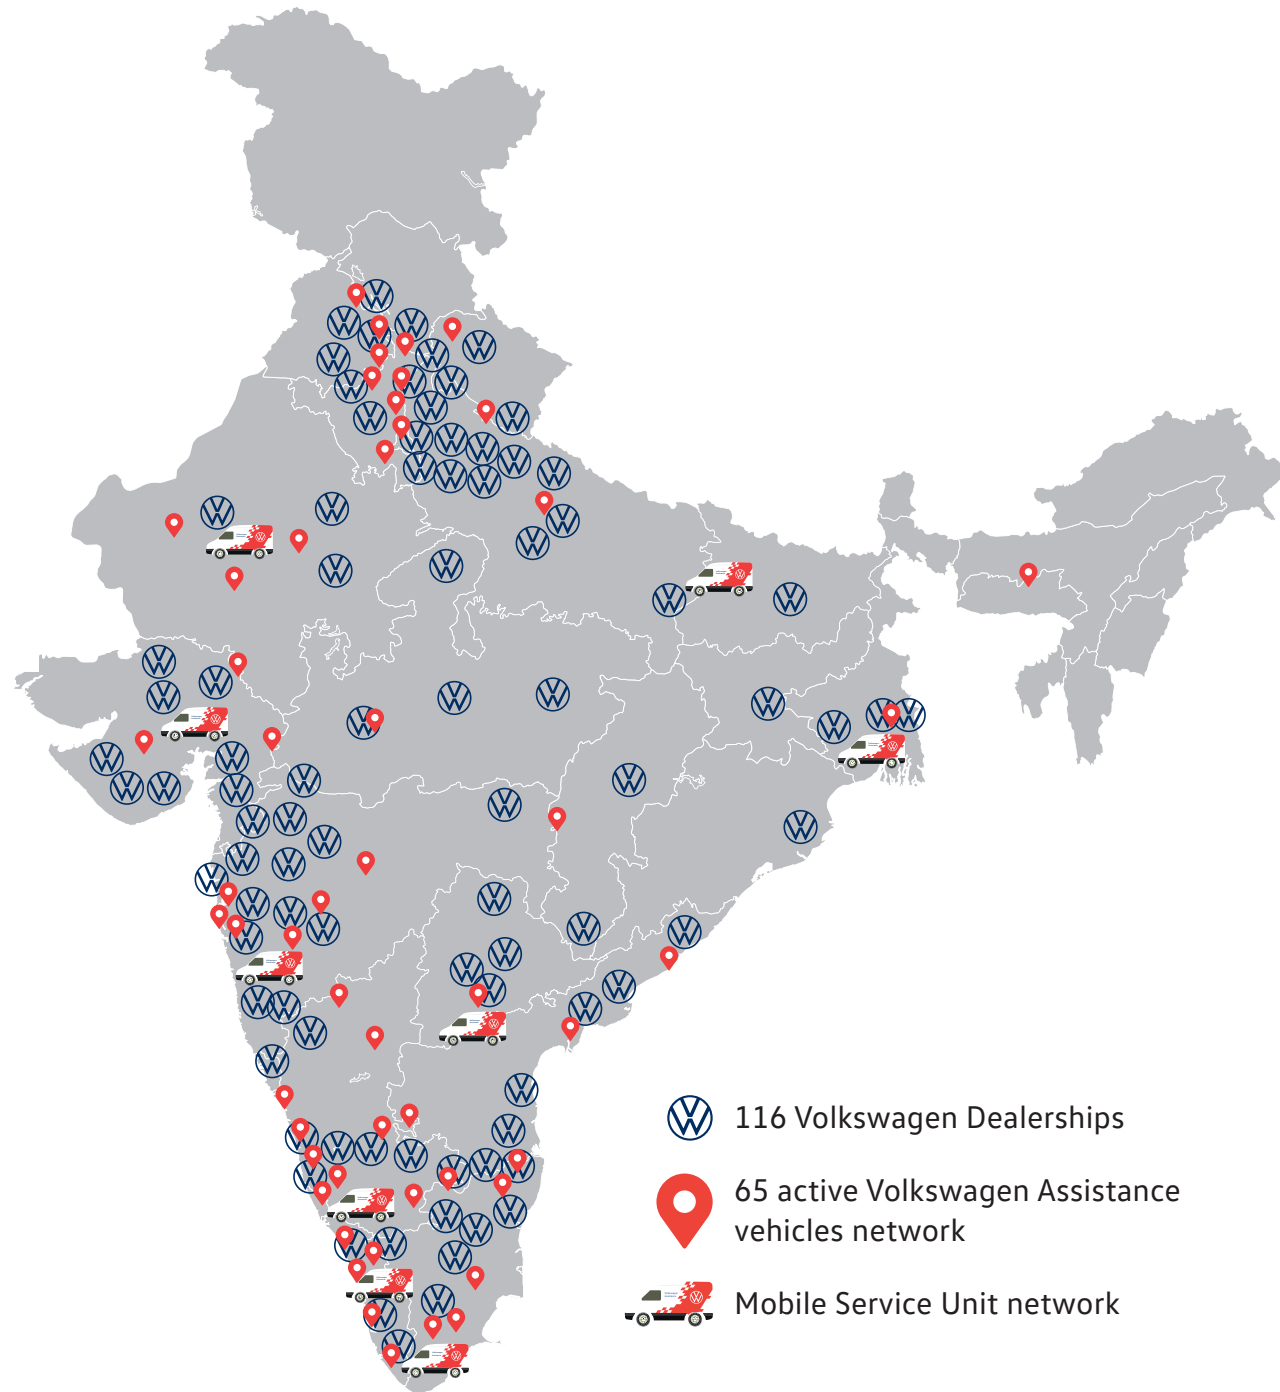 116 Volkswagen Dealerships
65 active Volkswagen Assistance
vehicles network
Mobile Service Unit network